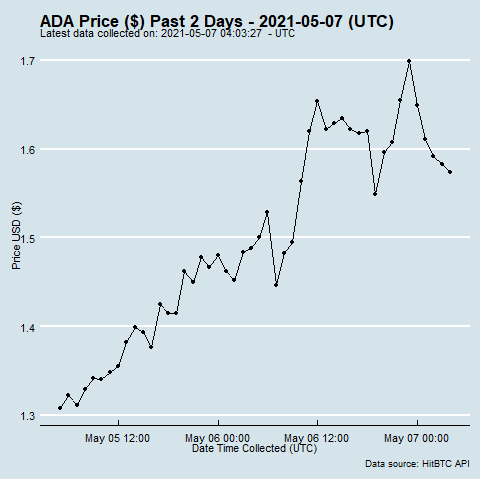 ADA Price ($) Past 2 Days - 2021-05-07 (UTC)
Latest data collected on: 2021-05-07 04:03:27  - UTC
1.7
1.6
1.5
1.4
1.3
Price USD ($)
May 05 12:00
May 06 00:00
May 06 12:00
May 07 00:00
Date Time Collected (UTC)
Data source: HitBTC API